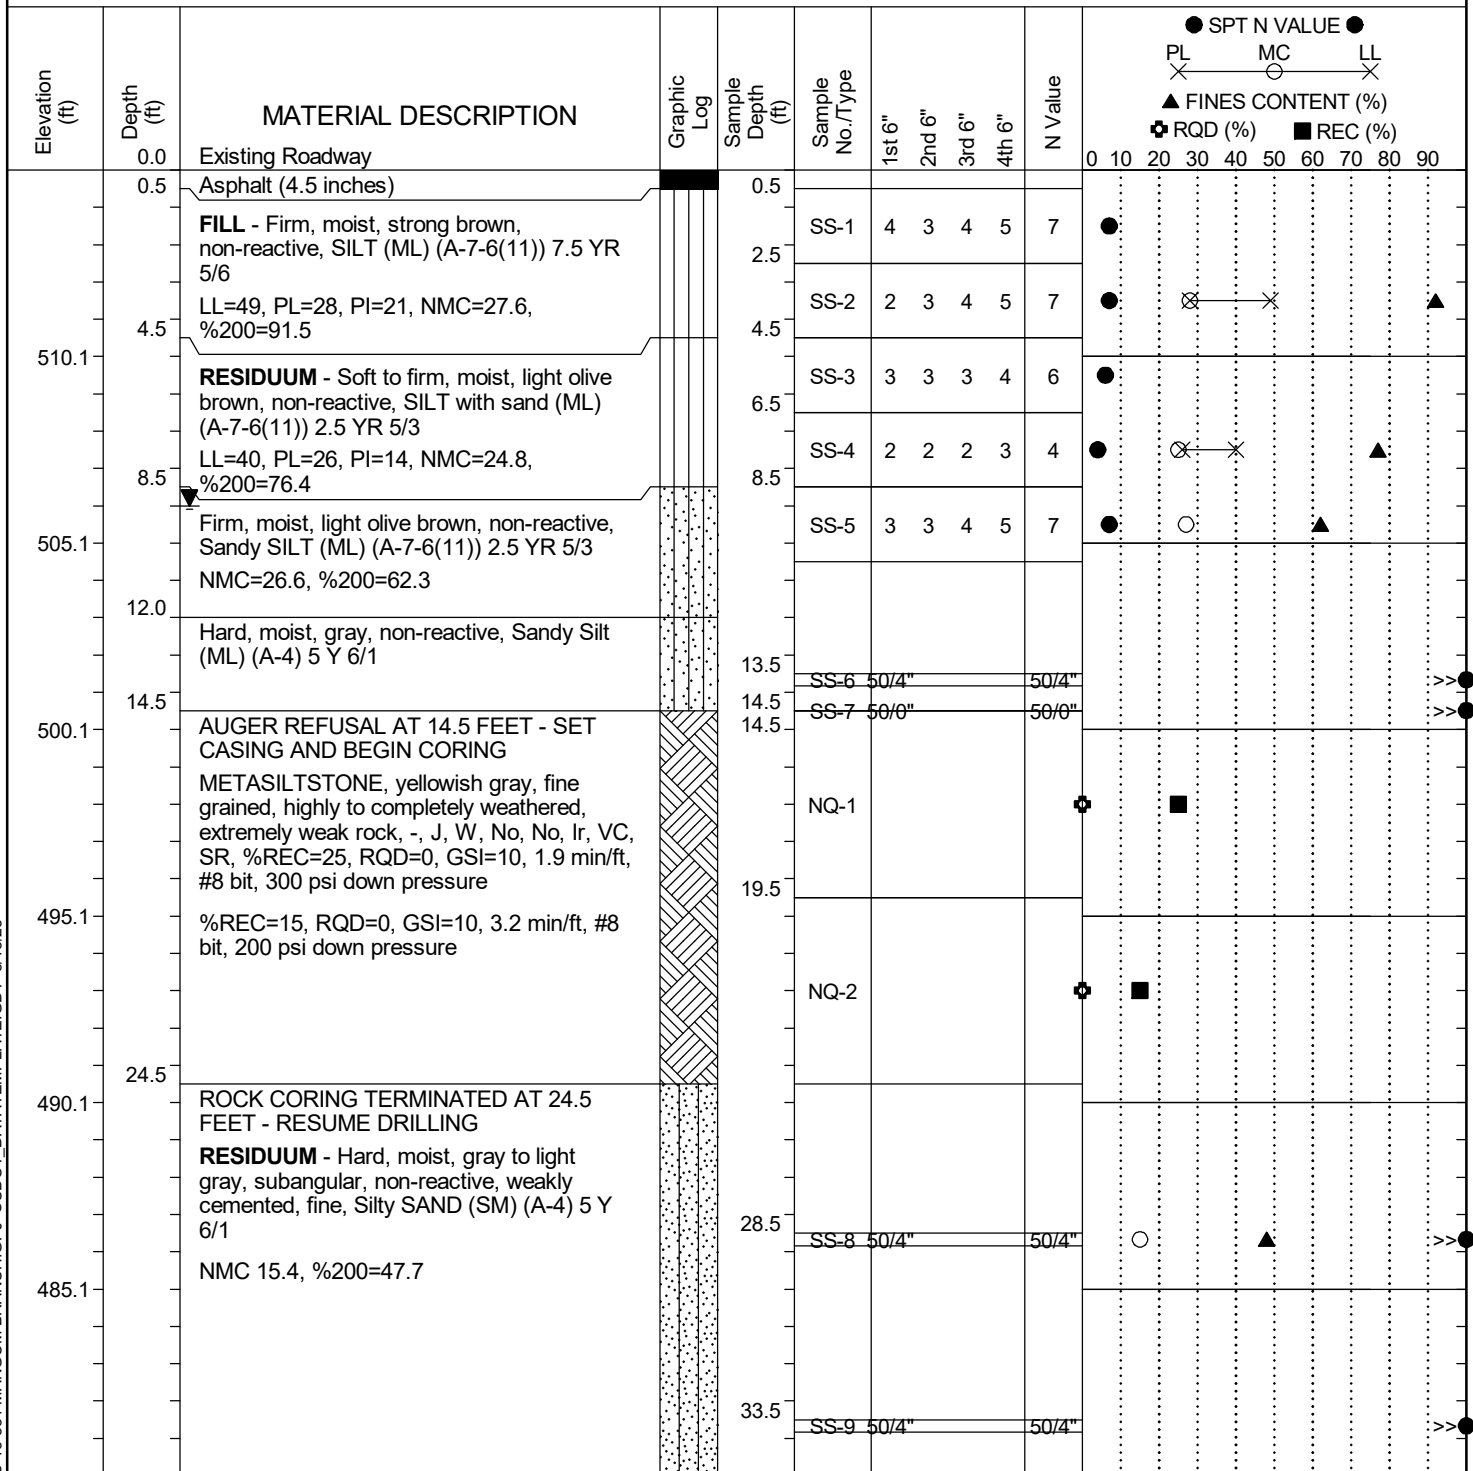 ● SPT N VALUE ●
PL MC LL
▲ FINES CONTENT (%)
RQD (%) ■ REC (%)
Elevation (ft)
Depth (ft)
MATERIAL DESCRIPTION
Graphic Log
Sample Depth (ft)
Sample No./Type
1st 6"
2nd 6"
3rd 6"
4th 6"
N Value
0 10 20 30 40 50 60 70 80 90
0.0 Existing Roadway
0.5 Asphalt (4.5 inches) 0.5
FILL - Firm, moist, strong brown,
non-reactive, SILT (ML) (A-7-6(11)) 7.5 YR
5/6
SS-1 4 3 4 5 7
2.5
LL=49, PL=28, PI=21, NMC=27.6,
%200=91.5
SS-2 2 3 4 5 7
4.5 4.5
510.1
RESIDUUM - Soft to firm, moist, light olive
brown, non-reactive, SILT with sand (ML)
(A-7-6(11)) 2.5 YR 5/3
SS-3 3 3 3 4 6
6.5
LL=40, PL=26, PI=14, NMC=24.8,
%200=76.4
SS-4 2 2 2 3 4
8.5 8.5
Firm, moist, light olive brown, non-reactive,
Sandy SILT (ML) (A-7-6(11)) 2.5 YR 5/3
SS-5 3 3 4 5 7
505.1
NMC=26.6, %200=62.3
12.0
Hard, moist, gray, non-reactive, Sandy Silt
(ML) (A-4) 5 Y 6/1
13.5
SS-6 50/4" 50/4" >>
14.5 14.5
SS-7 50/0" 50/0" >>
14.5
500.1
AUGER REFUSAL AT 14.5 FEET - SET
CASING AND BEGIN CORING
METASILTSTONE, yellowish gray, fine
grained, highly to completely weathered,
extremely weak rock, -, J, W, No, No, Ir, VC,
SR, %REC=25, RQD=0, GSI=10, 1.9 min/ft,
#8 bit, 300 psi down pressure
NQ-1
19.5
495.1
%REC=15, RQD=0, GSI=10, 3.2 min/ft, #8
bit, 200 psi down pressure
NQ-2
24.5
490.1
ROCK CORING TERMINATED AT 24.5
FEET - RESUME DRILLING
RESIDUUM - Hard, moist, gray to light
gray, subangular, non-reactive, weakly
cemented, fine, Silty SAND (SM) (A-4) 5 Y
6/1
28.5
SS-8 50/4" 50/4" >>
NMC 15.4, %200=47.7
485.1
33.5
SS-9 50/4" 50/4" >>